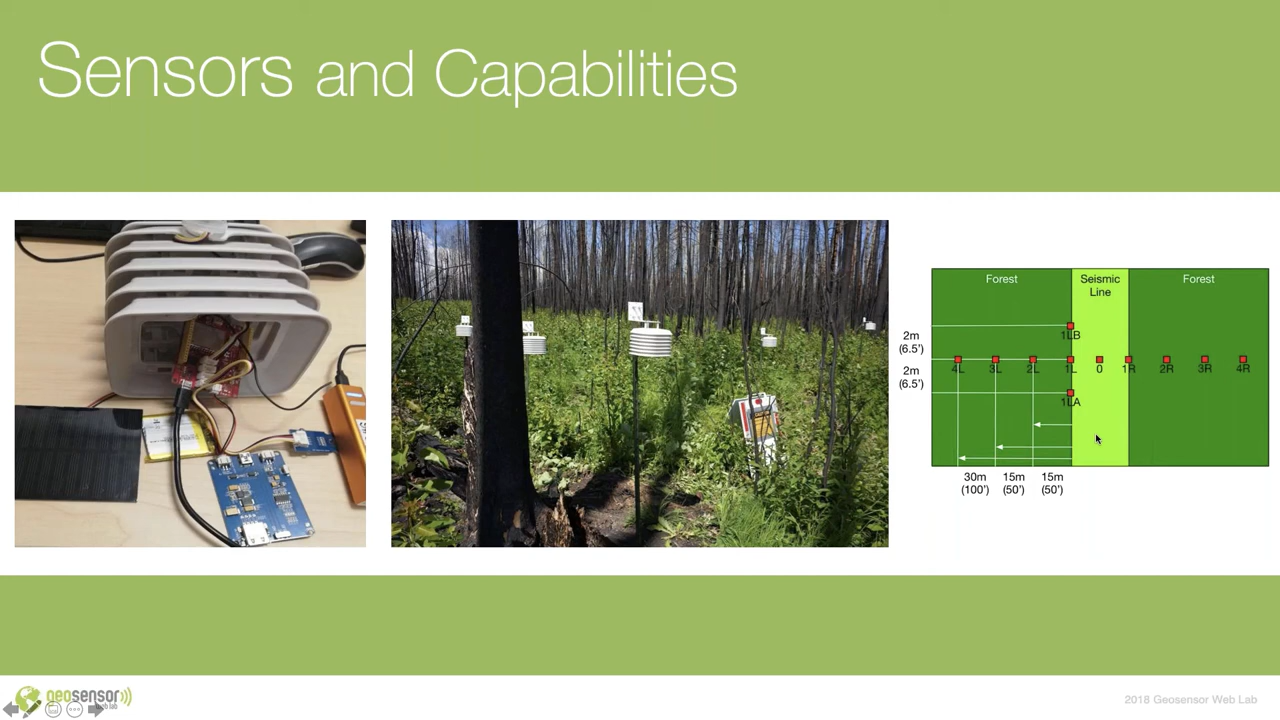 Sensors and Capabilities
Forest
Seismic
Line
Forest
1LB
2m
(6.5')
4L 3L 2L 1L 0 1R 2R 3R 4R
2m
(6.5')
1LA
30m
(100')
15m
(50')
15m
(50')
geosensor
web lab
2018 Geosensor Web Lab